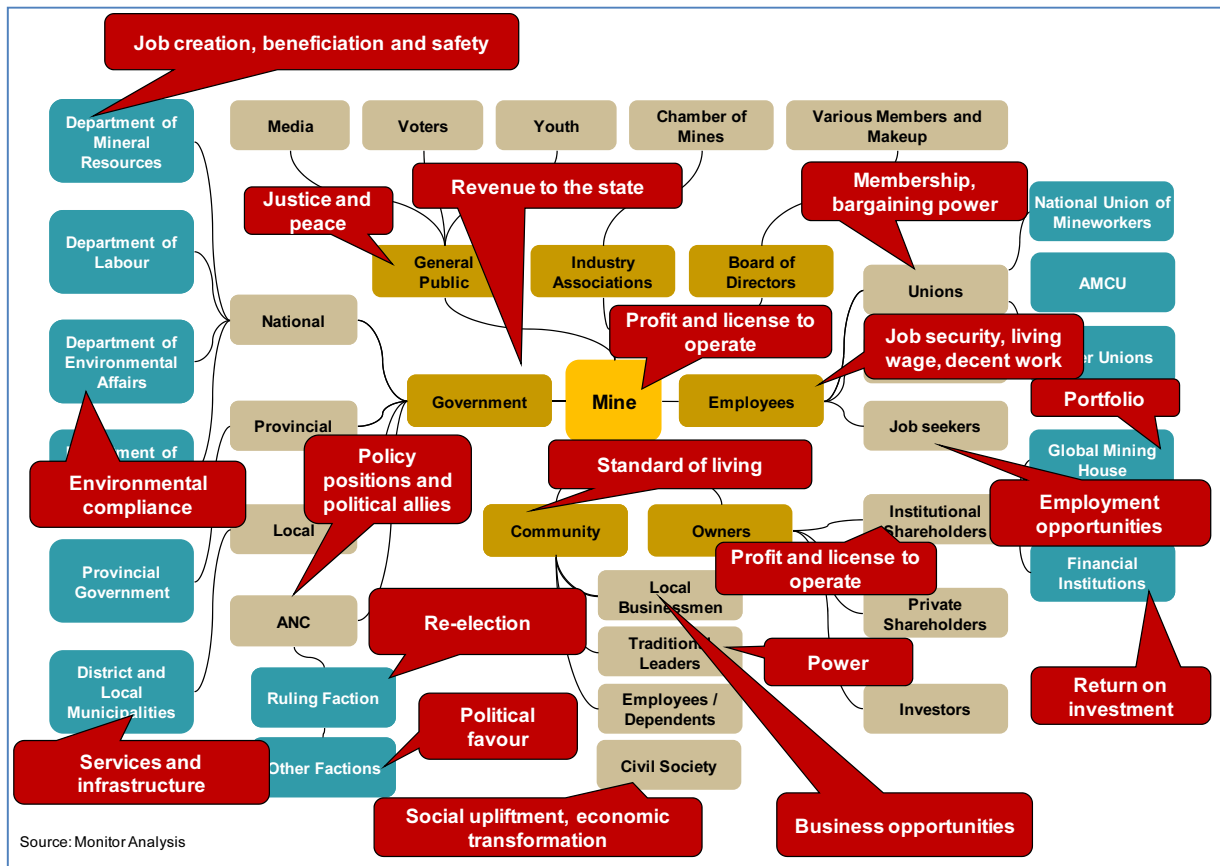 Job creation, beneficiation and safety
Department of
Mineral
Resources
Media
Voters
Youth
Chamber of
Mines
Various Members and
Makeup
Justice and
peace
Revenue to the state
Membership,
bargaining power
National Union of
Mineworkers
Department of
Labour
General
Public
Industry
Associations
Board of
Directors
Unions
AMCU
National
Profit and license to
operate
Job security, living
wage, decent work
Unions
Department of
Environmental
Affairs
Government
Mine
Employees
Portfolio
Provincial
Job seekers
of
Policy
positions and
political allies
Standard of living
Global Mining
House
Environmental
compliance
Employment
opportunities
Local
Community
Owners
Institutional
Shareholders
Profit and license to
operate
Financial
Institutions
Provincial
Government
ANC
Re-election
Local
Businessmen
Private
Shareholders
Traditional
Leaders
Power
District and
Local
Municipalities
Ruling Faction
Employees /
Dependents
Investors
Return on
investment
Political
favour
Services and
infrastructure
Other Factions
Civil Society
Social upliftment, economic
transformation
Business opportunities
Source: Monitor Analysis